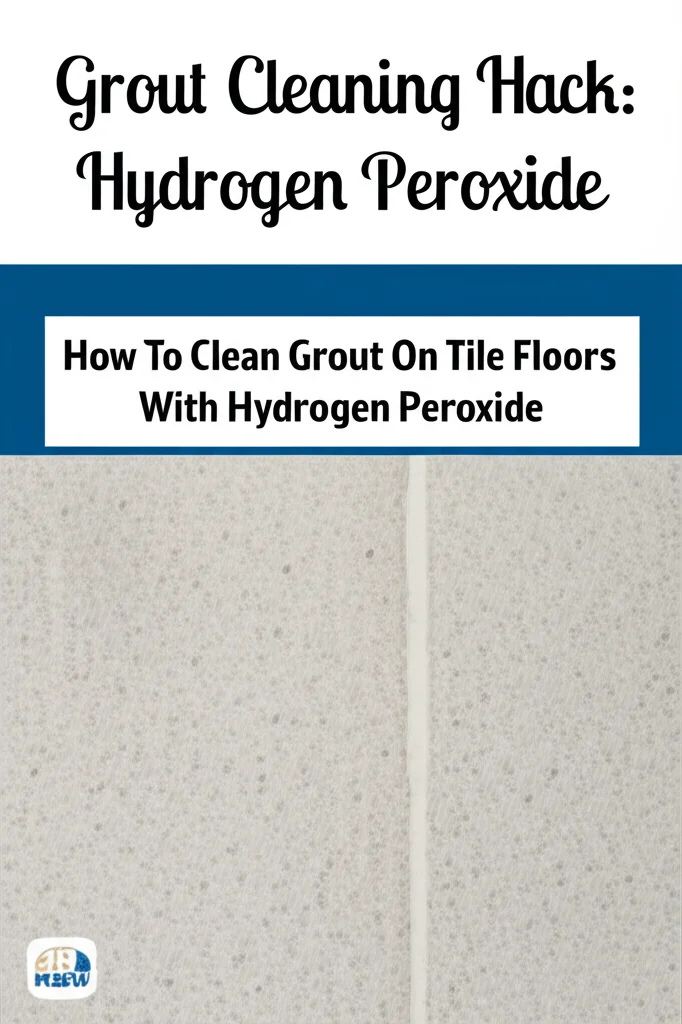 Grout Cleaning Hack:
Hydrogen Peroxide
How To Clean Grout On Tile Floors
With Hydrogen Peroxide